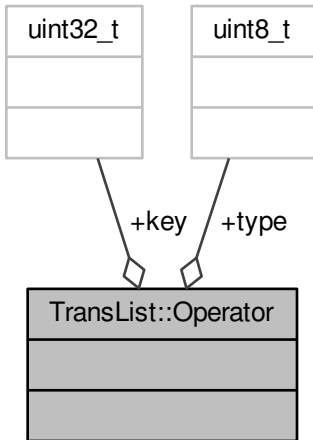 uint32_t
uint8_t
+key
+type
TransList::Operator